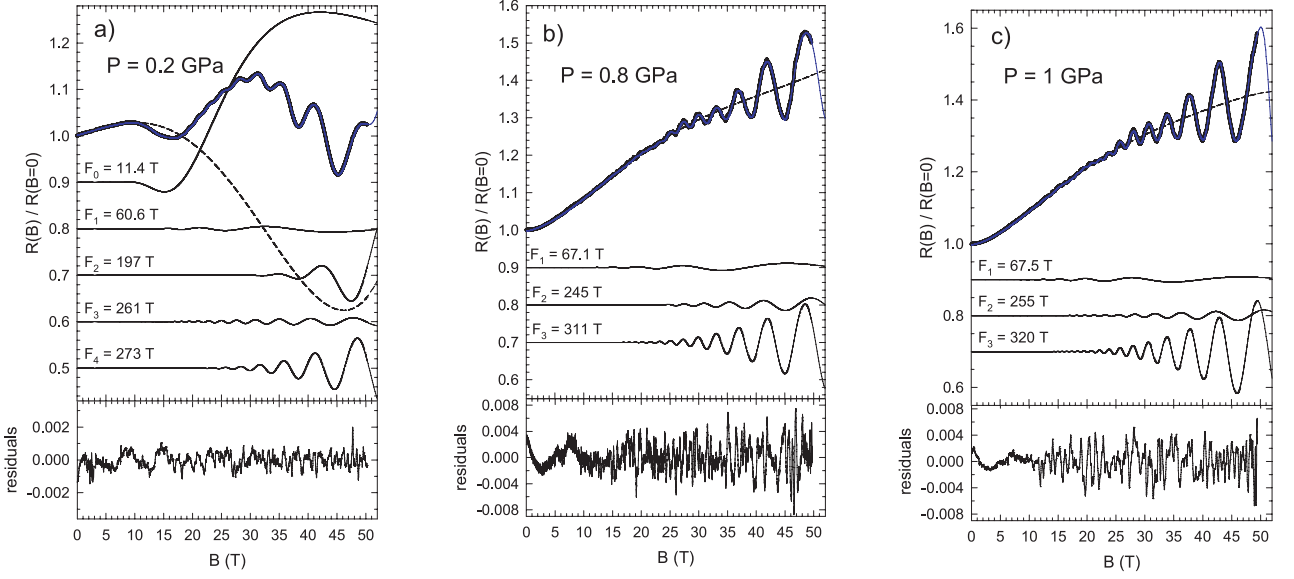 a)
P = 0.2 GPa
1.2
1.1
1.0
0.9
0.8
0.7
0.6
0.5
R(B) / R(B=0)
F0 = 11.4 T
F1 = 60.6 T
F2 = 197 T
F3 = 261 T
F4 = 273 T
0.002
0.000
-0.002
residuals
0 5 10 15 20 25 30 35 40 45 50
B (T)
b)
P = 0.8 GPa
1.6
1.5
1.4
1.3
1.2
1.1
1.0
0.9
0.8
0.7
0.6
R(B) / R(B=0)
F1 = 67.1 T
F2 = 245 T
F3 = 311 T
0.008
0.004
0.000
-0.004
-0.008
residuals
0 5 10 15 20 25 30 35 40 45 50
B (T)
c)
P = 1 GPa
1.6
1.4
1.2
1.0
0.8
0.6
R(B) / R(B=0)
F1 = 67.5 T
F2 = 255 T
F3 = 320 T
0.008
0.004
0.000
-0.004
-0.008
residuals
0 5 10 15 20 25 30 35 40 45 50
B (T)